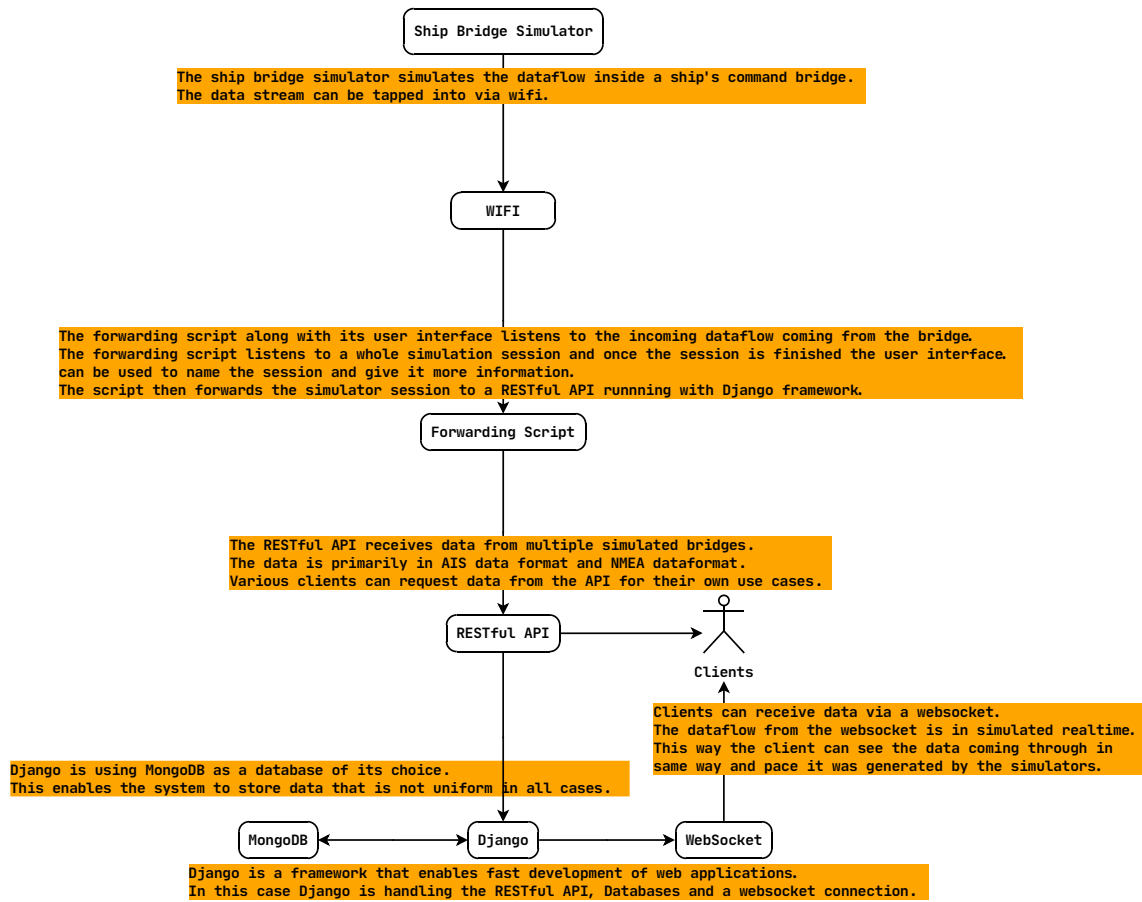 Ship Bridge Simulator
The ship bridge simulator simulates the dataflow inside a ship's command bridge.
The data stream can be tapped into via wifi.
WIFI
The forwarding script along with its user interface listens to the incoming dataflow coming from the bridge.
The forwarding script listens to a whole simulation session and once the session is finished the user interface.
can be used to name the session and give it more information.
The script then forwards the simulator session to a RESTful API runnning with Django framework.
Forwarding Script
The RESTful API receives data from multiple simulated bridges.
The data is primarily in AIS data format and NMEA dataformat.
Various clients can request data from the API for their own use cases.
RESTful API
Clients
Clients can receive data via a websocket.
The dataflow from the websocket is in simulated realtime.
This way the client can see the data coming through in
same way and pace it was generated by the simulators.
Django is using MongoDB as a database of its choice.
This enables the system to store data that is not uniform in all cases.
MongoDB
Django
WebSocket
Django is a framework that enables fast development of web applications.
In this case Django is handling the RESTful API, Databases and a websocket connection.